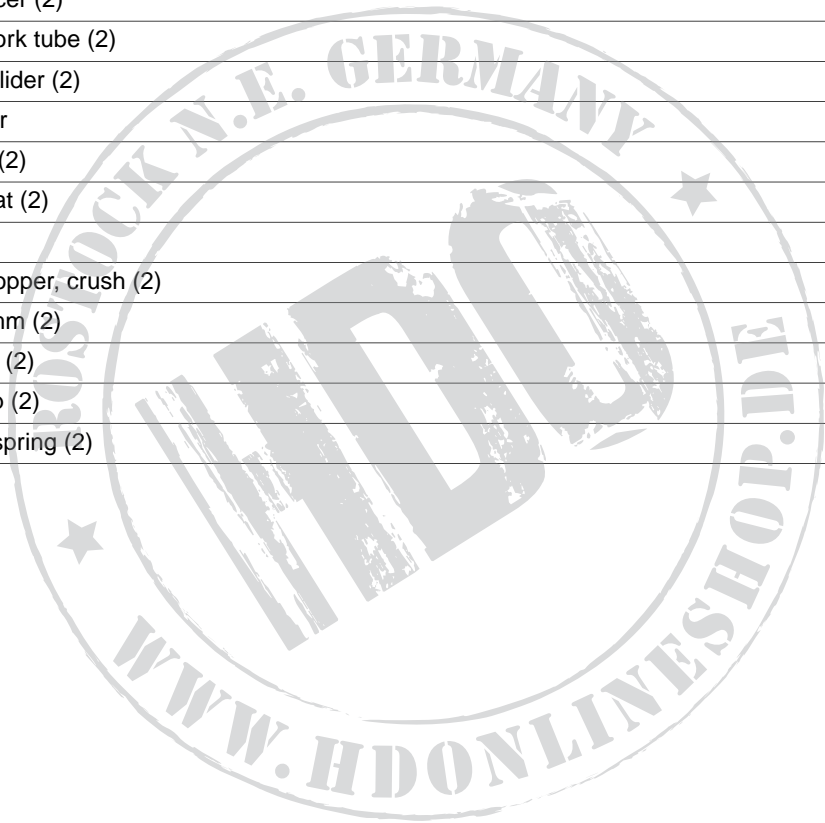 cer (2)
ork tube (2)
lider (2)
r
(2)
at (2)
opper, crush (2)
nm (2)
(2)
o (2)
spring (2)
ROSTOCK N.E. GERMANY
HDO
WWW.HDONLINESHOP.DE